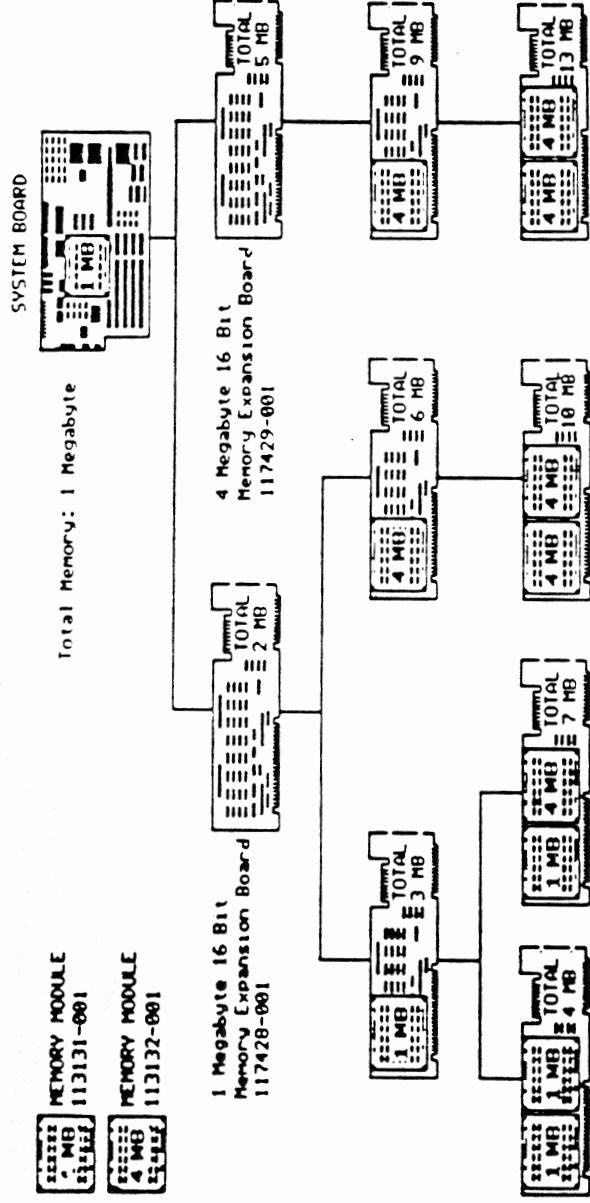 SYSTEM BOARD
1 MB
Total Memory: 1 Megabyte
MEMORY MODULE
113131-001
MB
MEMORY MODULE
113132-001
4 MB
1 Megabyte 16 Bit
Memory Expansion Board
117428-001
TOTAL
2 MB
4 Megabyte 16 Bit
Memory Expansion Board
117429-001
TOTAL
5 MB
1 MB
TOTAL
3 MB
4 MB
TOTAL
6 MB
4 MB
TOTAL
9 MB
1 MB
1 MB
TOTAL
4 MB
1 MB
4 MB
TOTAL
7 MB
4 MB
4 MB
TOTAL
10 MB
4 MB
4 MB
TOTAL
13 MB